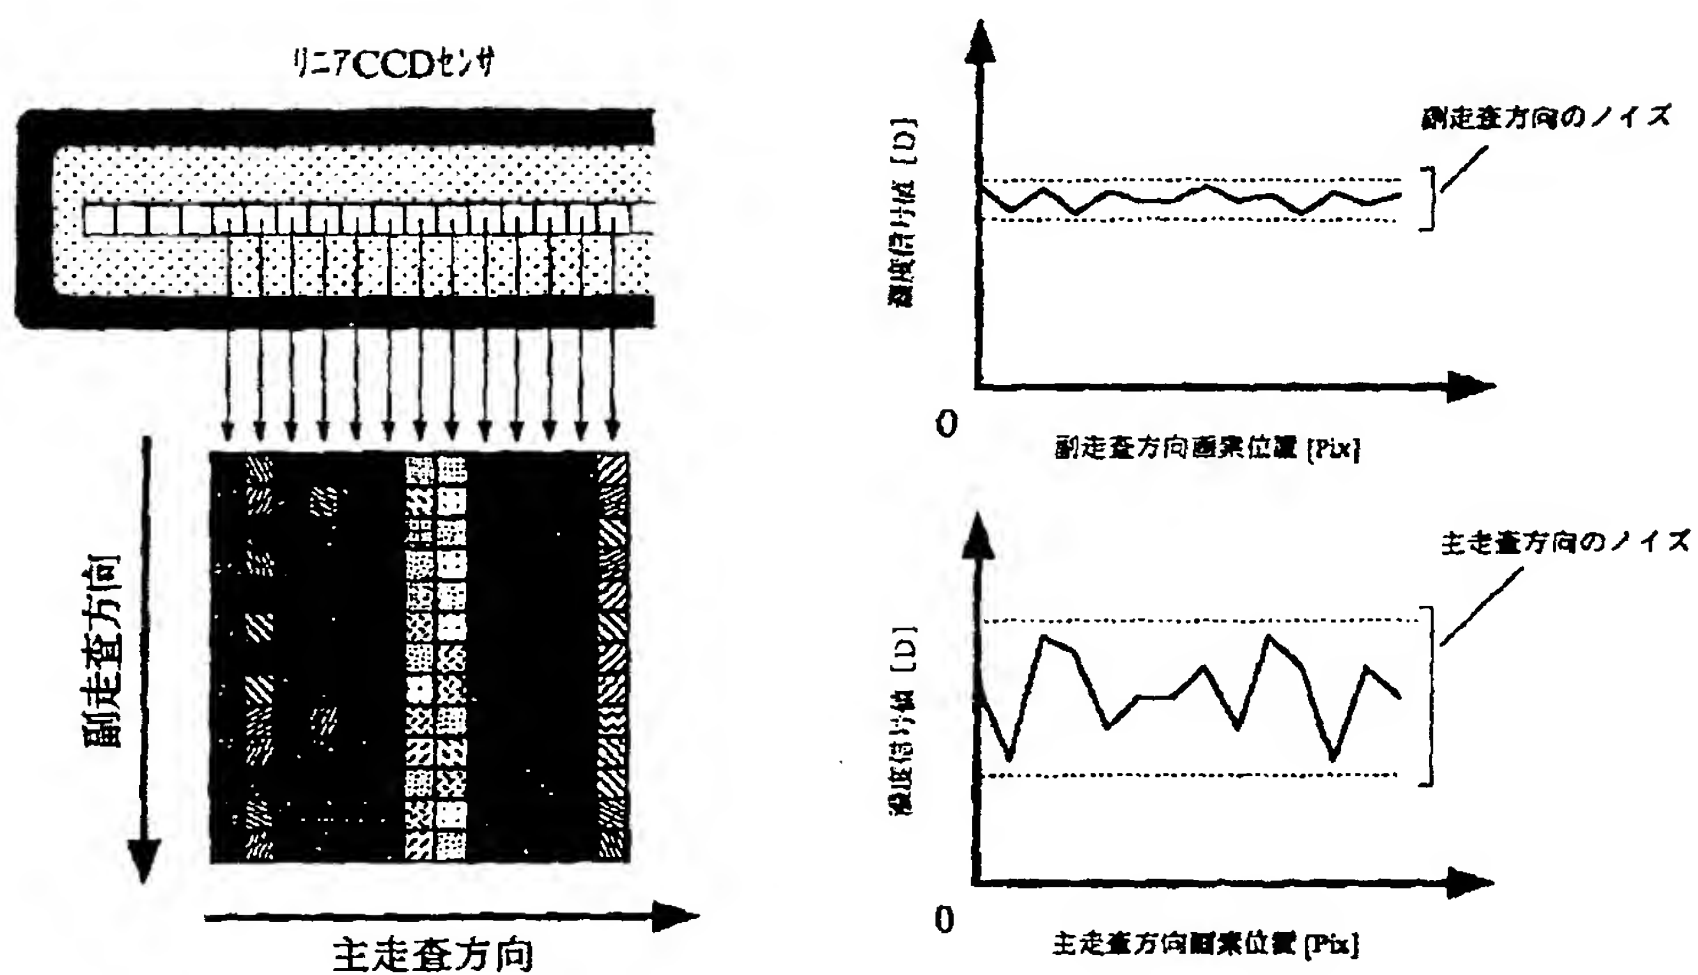 リニアCCDセンサ
副走査方向
主走査方向
濃度信号値 [D]
副走査方向のノイズ
0
副走査方向画素位置 [Pix]
濃度信号値 [D]
主走査方向のノイズ
0
主走査方向画素位置 [Pix]